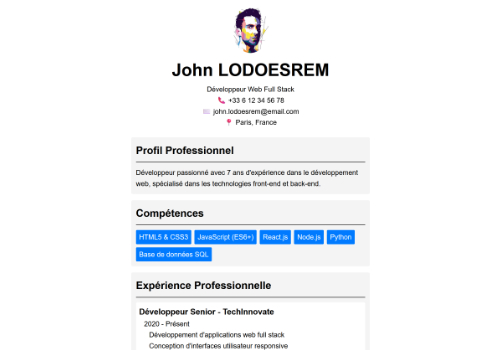 John LODOESREM
Développeur Web Full Stack
+33 6 12 34 56 78
john.lodoesrem@email.com
Paris, France
Profil Professionnel
Développeur passionné avec 7 ans d'expérience dans le développement
web, spécialisé dans les technologies front-end et back-end.
Compétences
HTML5 & CSS3 JavaScript (ES6+) React.js Node.js Python
Base de données SQL
Expérience Professionnelle
Développeur Senior - TechInnovate
2020 - Présent
Développement d'applications web full stack
Conception d'interfaces utilisateur responsive